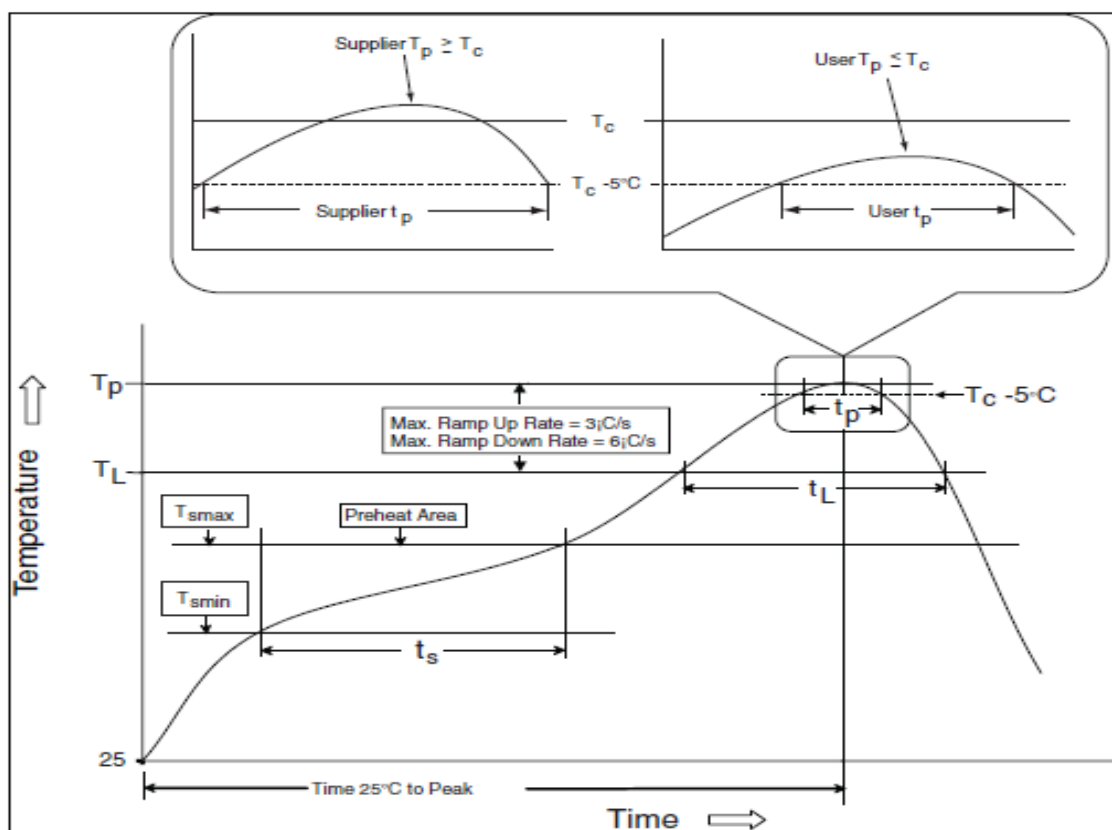 Supplier Tp ≥ Tc
User Tp ≤ Tc
Tc
Tc -5°C
Supplier tp
User tp
Tp
Tc -5°C
tp
Max. Ramp Up Rate = 3¡C/s
Max. Ramp Down Rate = 6¡C/s
TL
tL
Tsmax
Preheat Area
Tsmin
ts
Temperature
25
Time 25°C to Peak
Time